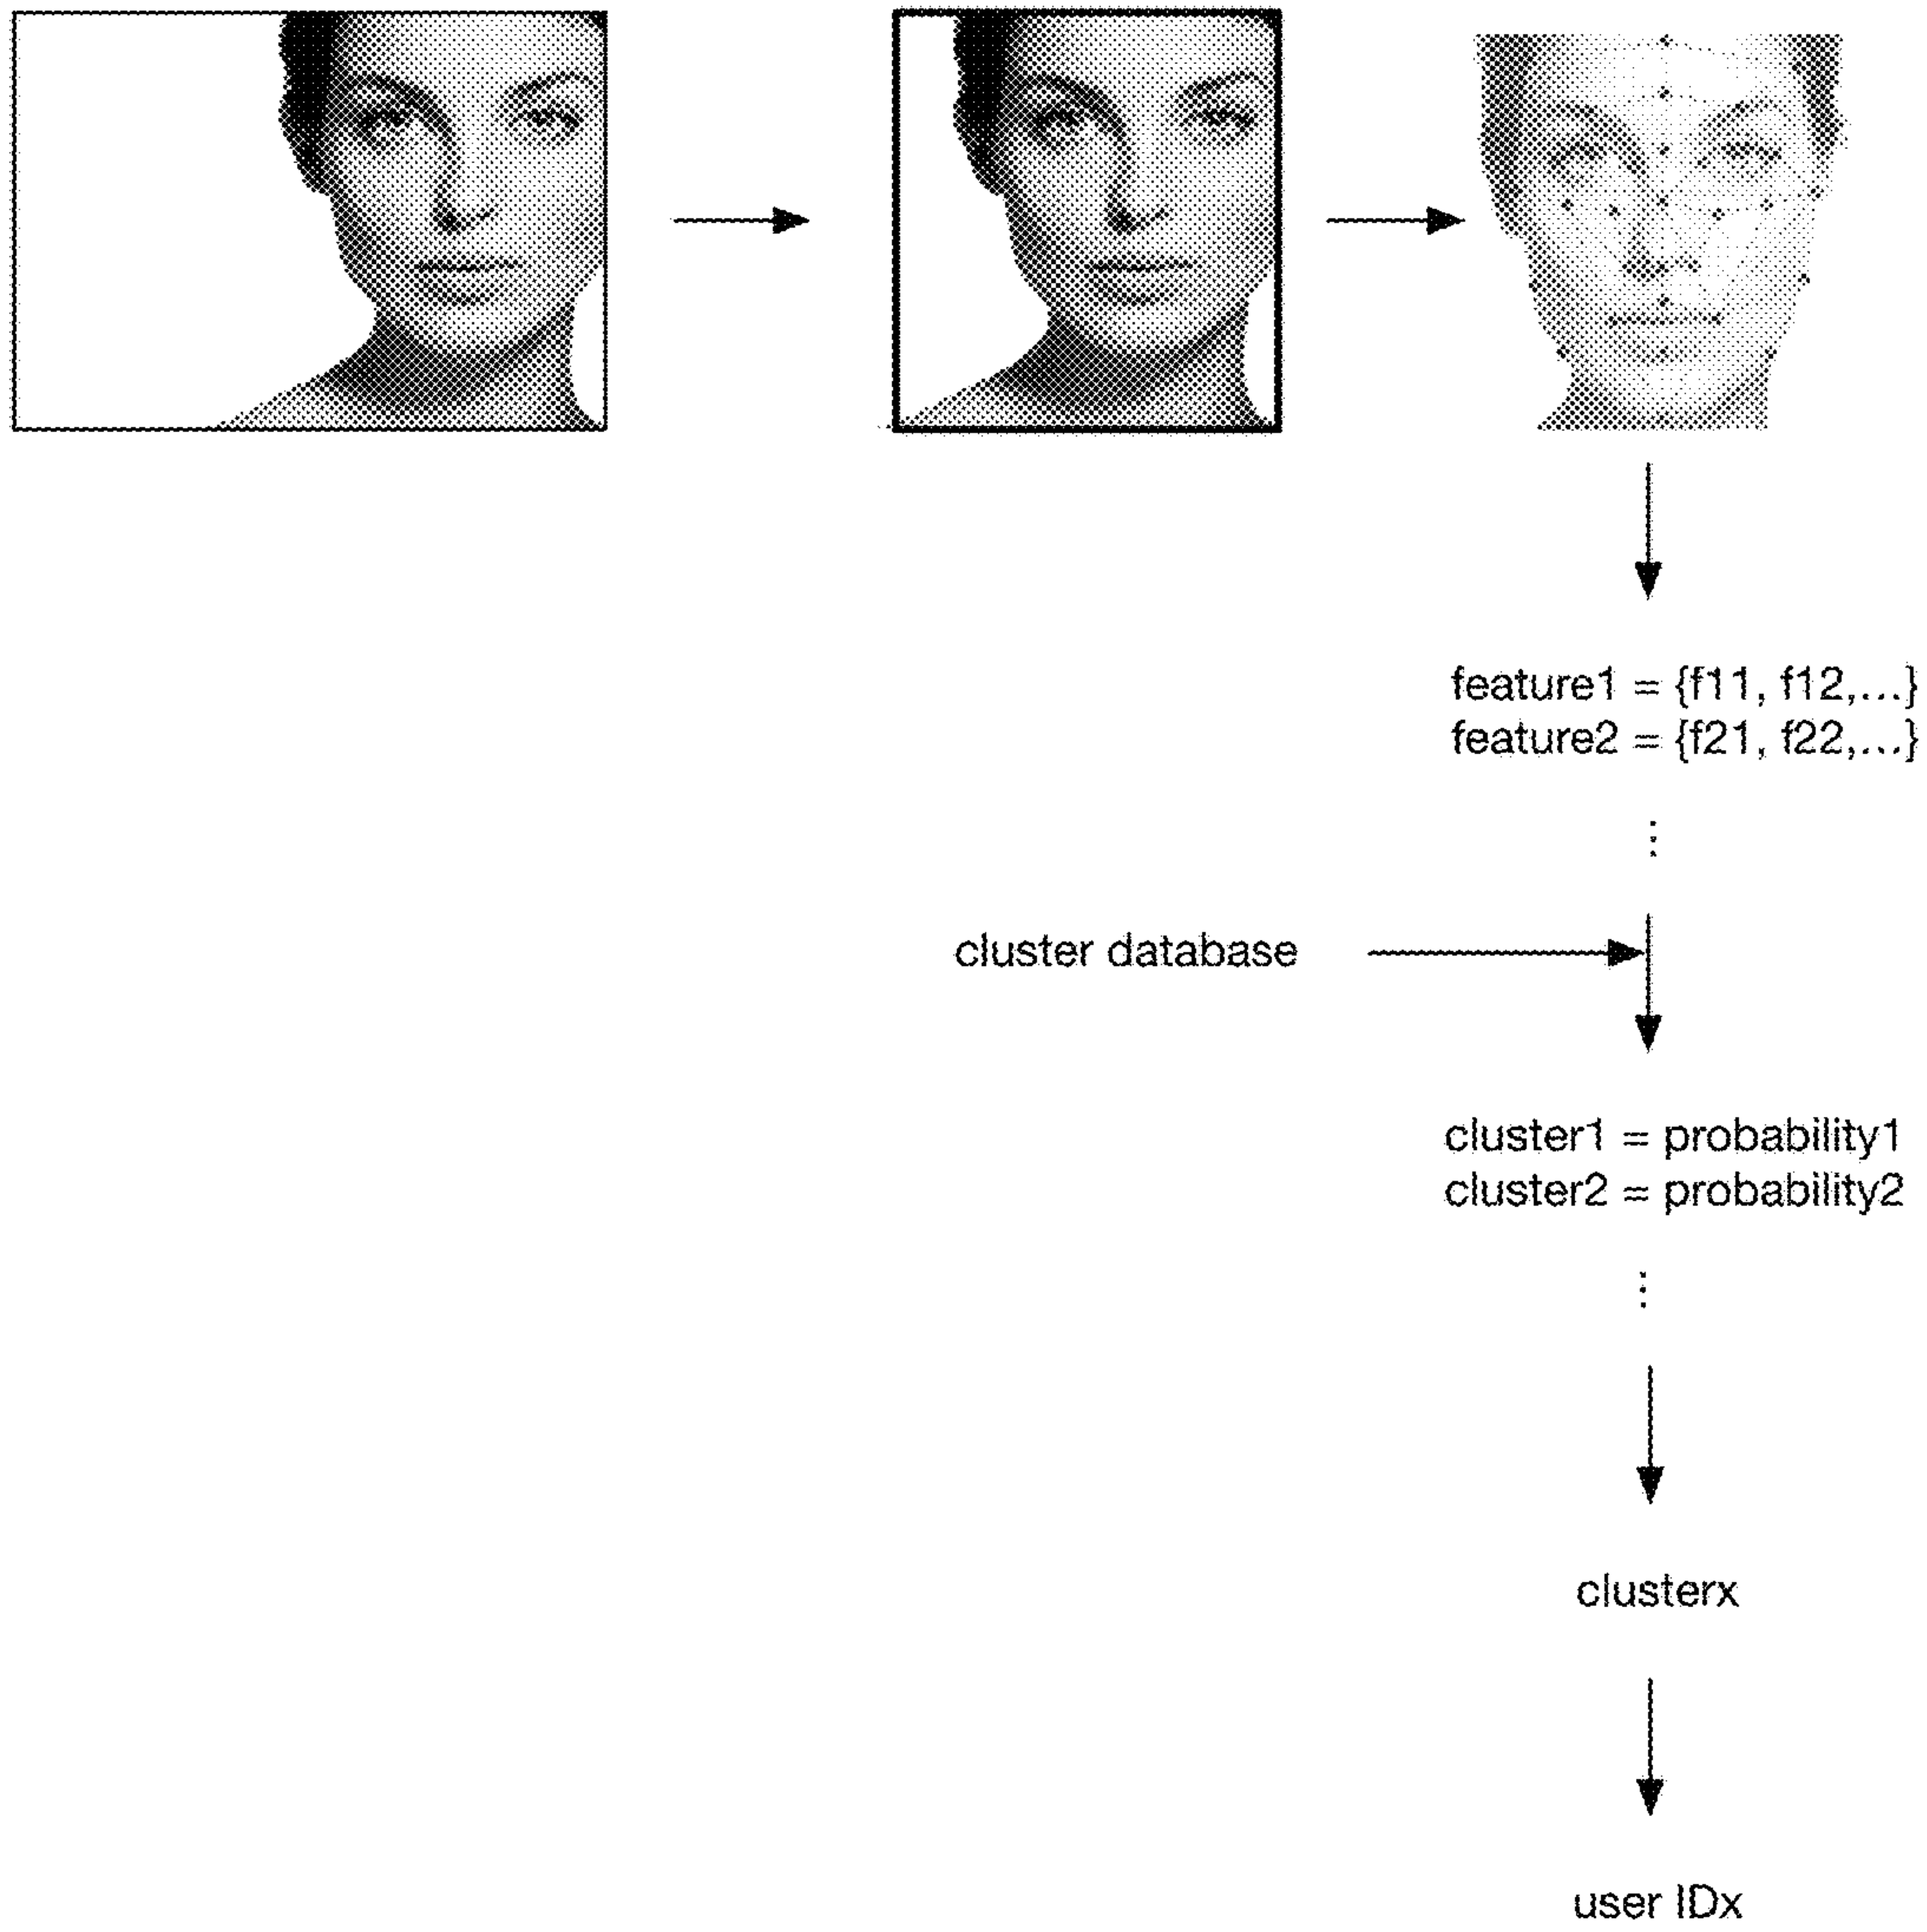 feature1 = {f11, f12,...}
feature2 = {f21, f22,...}
⋮
cluster database
cluster1 = probability1
cluster2 = probability2
⋮
clusterx
user IDx